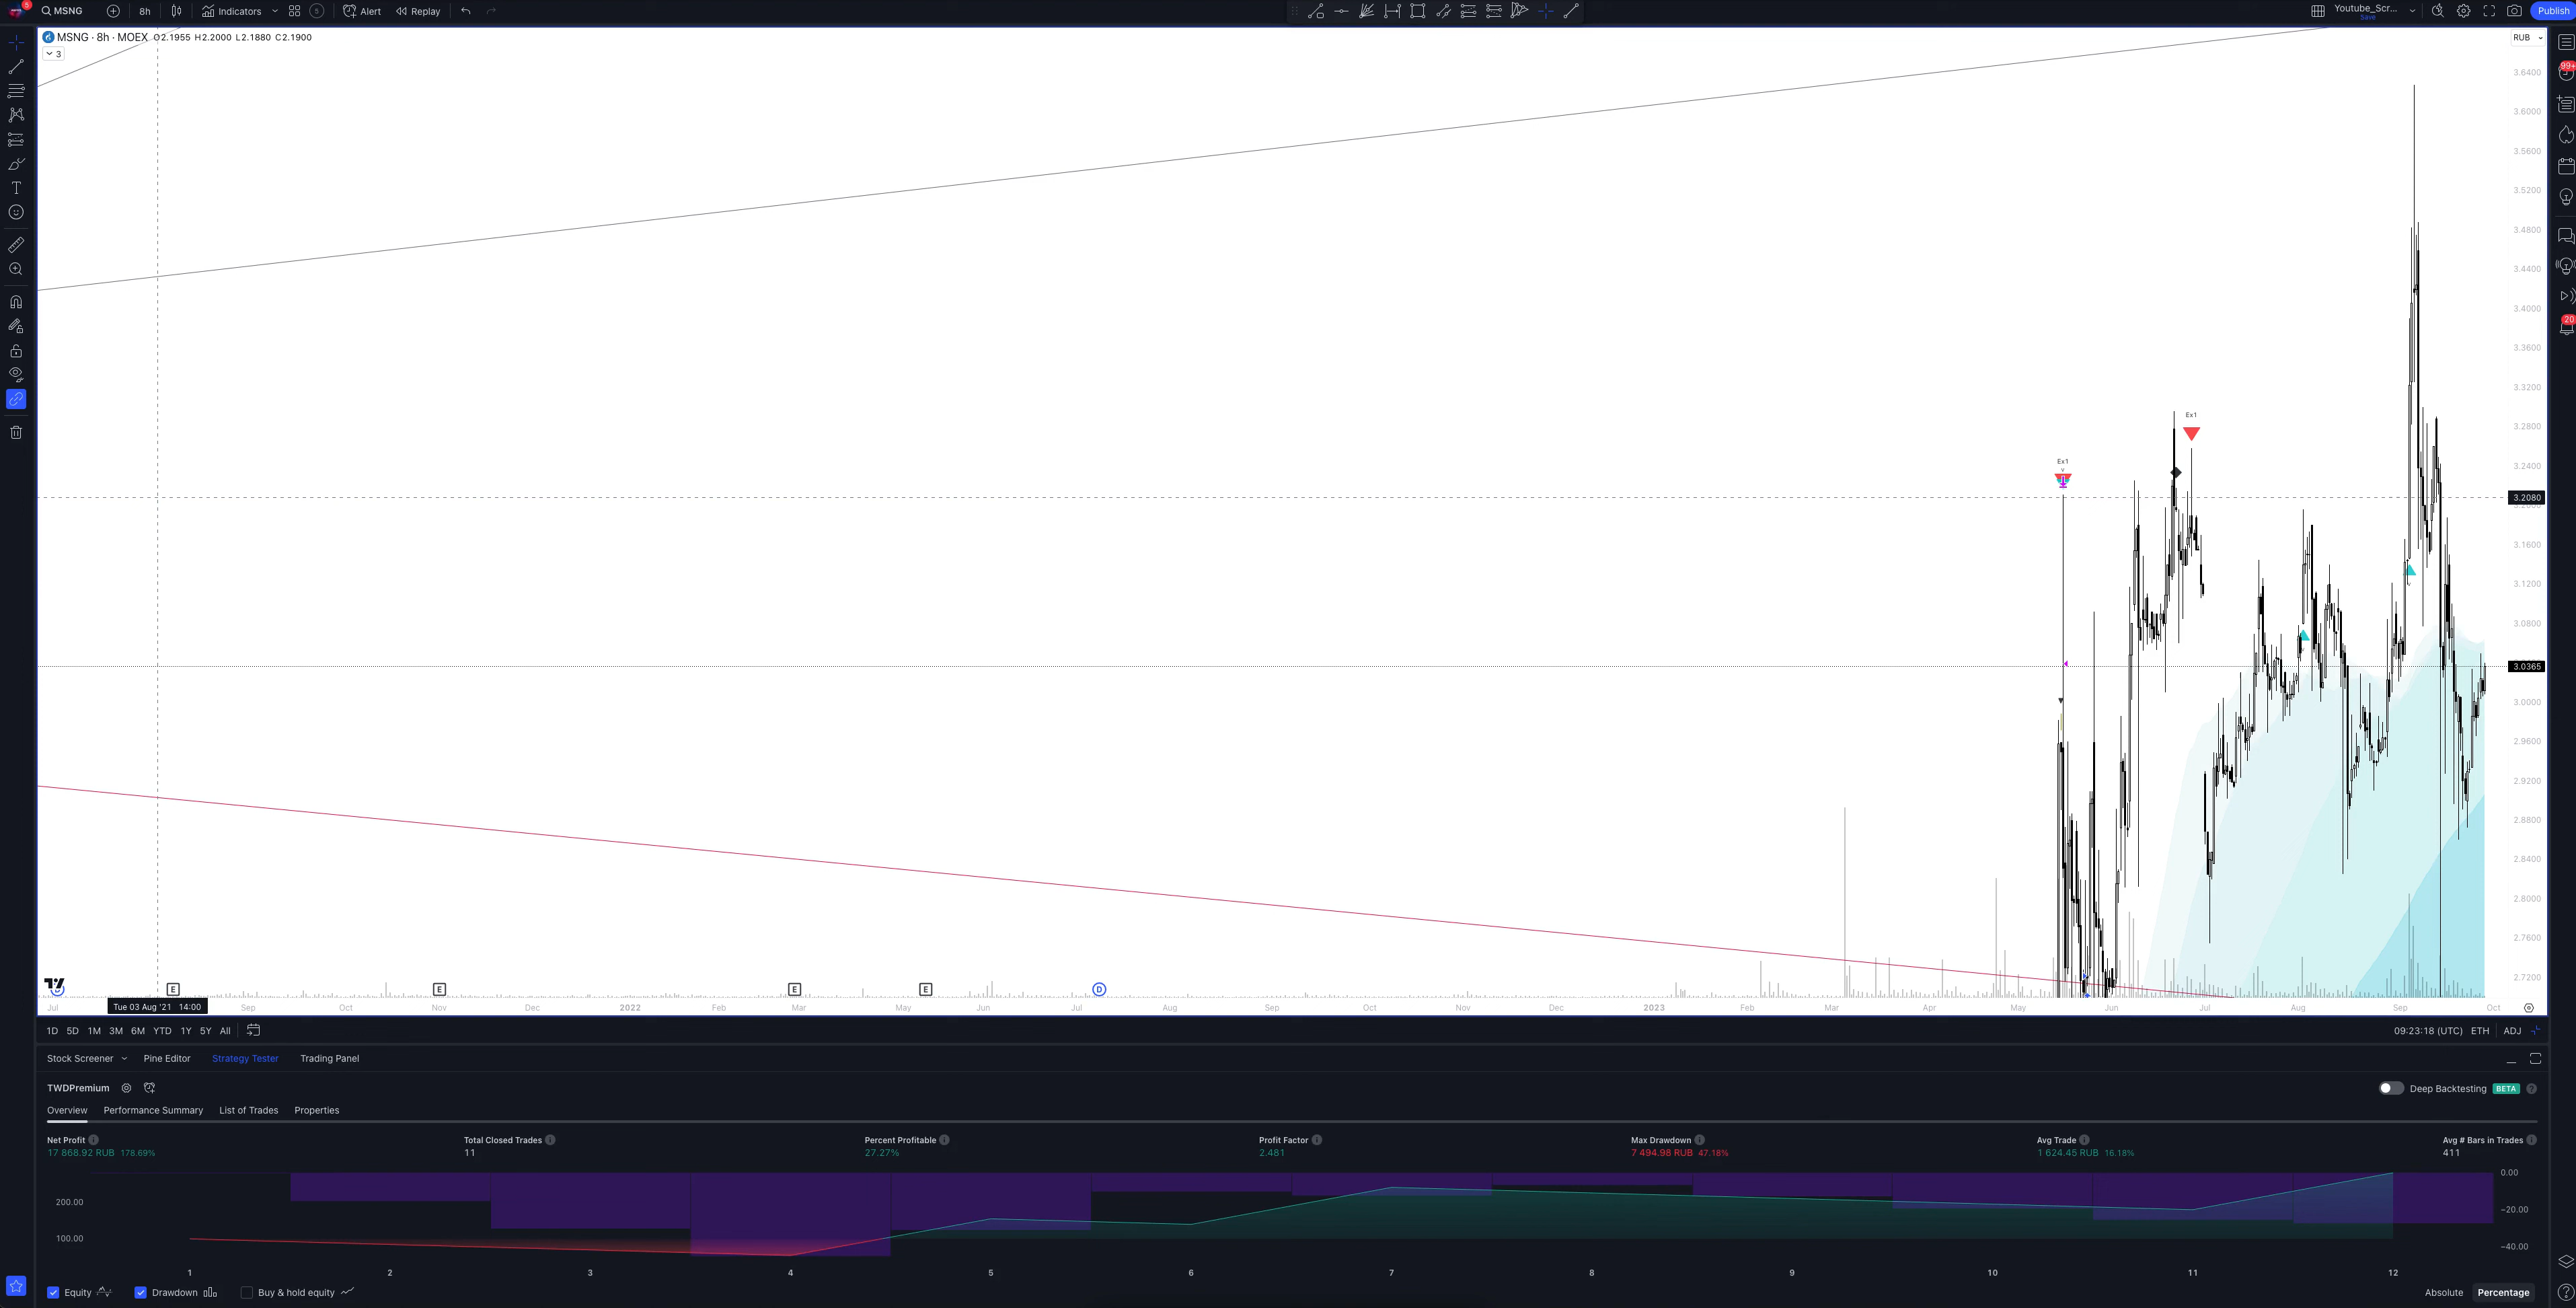 5
MSNG
8h
Indicators
5
Alert
Replay
Youtube_Scr...
Save
Publish
MSNG · 8h · MOEX O2.1955 H2.2000 L2.1880 C2.1900
RUB
3
99+
20
3.6400
3.6000
3.5600
3.5200
3.4800
3.4400
3.4000
3.3600
3.3200
3.2800
3.2400
3.2080
3.1600
3.1200
3.0800
3.0365
3.0000
2.9600
2.9200
2.8800
2.8400
2.8000
2.7600
2.7200
Ex1
Ex1
v
E E E E D
Jul Tue 03 Aug '21 14:00 Sep Oct Nov Dec 2022 Feb Mar May Jun Jul Aug Sep Oct Nov Dec 2023 Feb Mar Apr May Jun Jul Aug Sep Oct
1D 5D 1M 3M 6M YTD 1Y 5Y All
09:23:18 (UTC) ETH ADJ
Stock Screener Pine Editor Strategy Tester Trading Panel
TWDPremium
Deep Backtesting BETA
Overview Performance Summary List of Trades Properties
Net Profit Total Closed Trades Percent Profitable Profit Factor Max Drawdown Avg Trade Avg # Bars in Trades
17 868.92 RUB 178.69% 11 27.27% 2.481 7 494.98 RUB 47.18% 1 624.45 RUB 16.18% 411
0.00
200.00
−20.00
100.00
−40.00
1 2 3 4 5 6 7 8 9 10 11 12
Equity Drawdown Buy & hold equity
Absolute Percentage